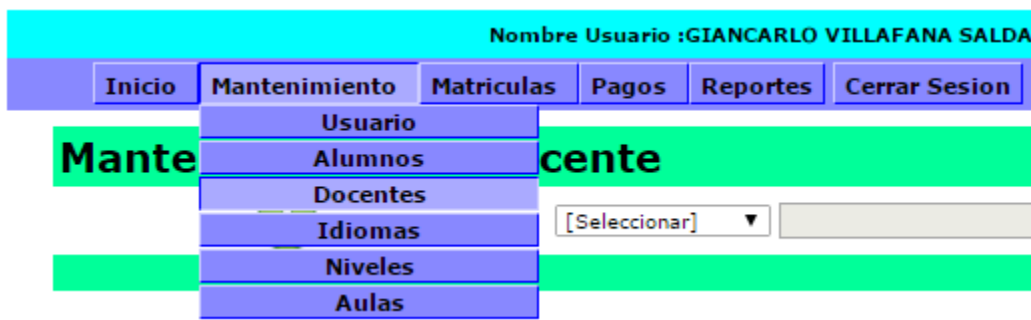 Nombre Usuario :GIANCARLO VILLAFANA SALDA
Inicio Mantenimiento Matriculas Pagos Reportes Cerrar Sesion
Usuario
Mante cente
Alumnos
Docentes
[Seleccionar]
Idiomas
Niveles
Aulas